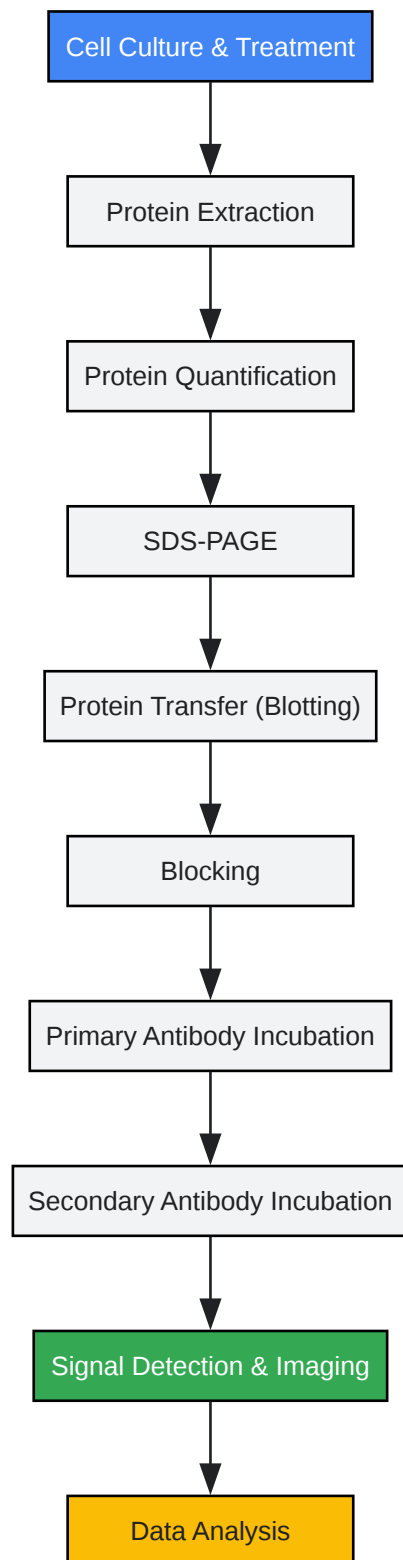 Cell Culture & Treatment
Protein Extraction
Protein Quantification
SDS-PAGE
Protein Transfer (Blotting)
Blocking
Primary Antibody Incubation
Secondary Antibody Incubation
Signal Detection & Imaging
Data Analysis